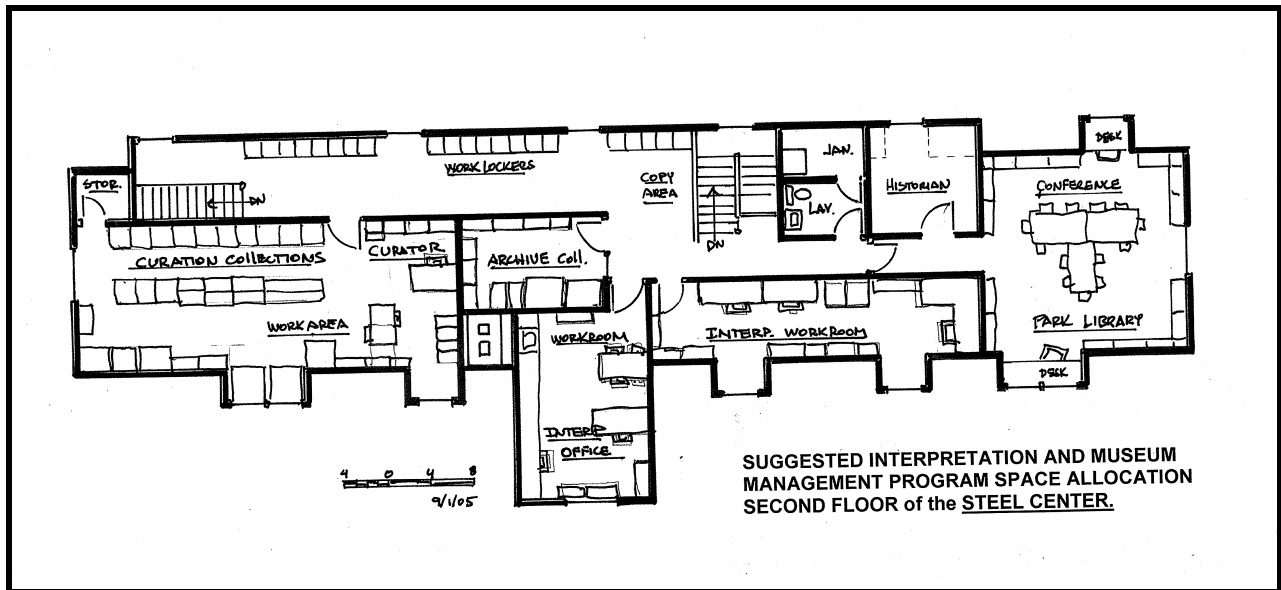 STOR.
DN
WORK LOCKERS
COPY
AREA
DN
JAN.
LAV.
HISTORIAN
DESK
CONFERENCE
PARK LIBRARY
DESK
CURATION COLLECTIONS
CURATOR
WORK AREA
ARCHIVE COLL.
WORKROOM
INTERP. WORKROOM
INTERP
OFFICE
4 0 4 8
9/1/05
SUGGESTED INTERPRETATION AND MUSEUM
MANAGEMENT PROGRAM SPACE ALLOCATION
SECOND FLOOR of the STEEL CENTER.